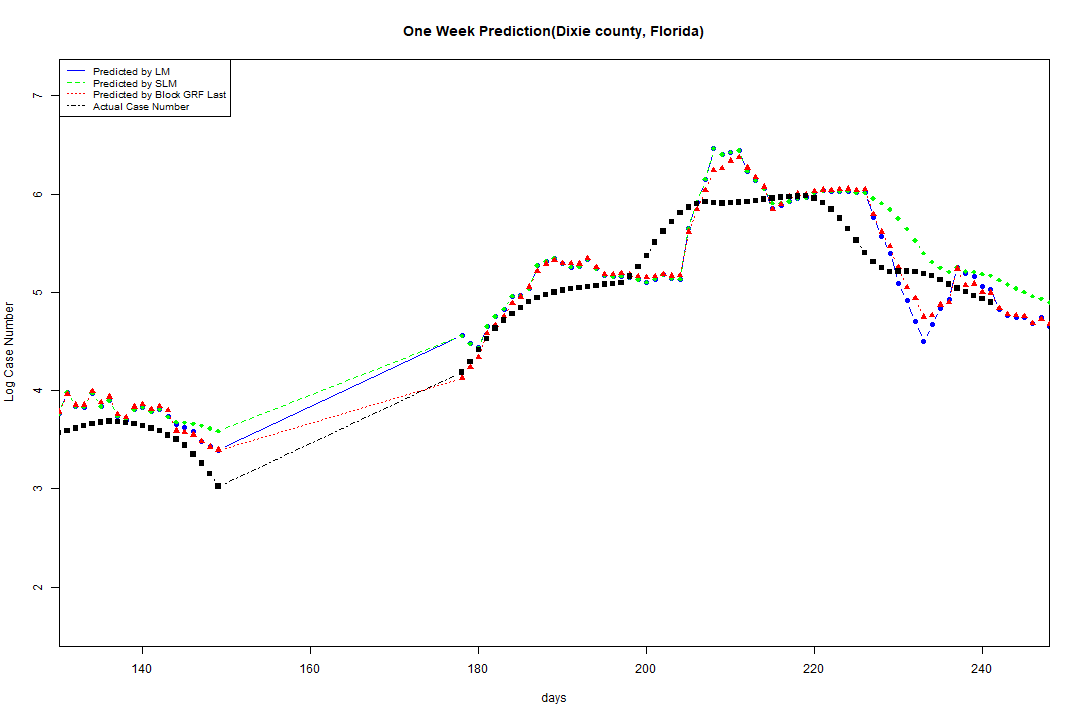 One Week Prediction(Dixie county, Florida)
Predicted by LM
Predicted by SLM
Predicted by Block GRF Last
Actual Case Number
7
6
5
4
3
2
Log Case Number
140 160 180 200 220 240
days